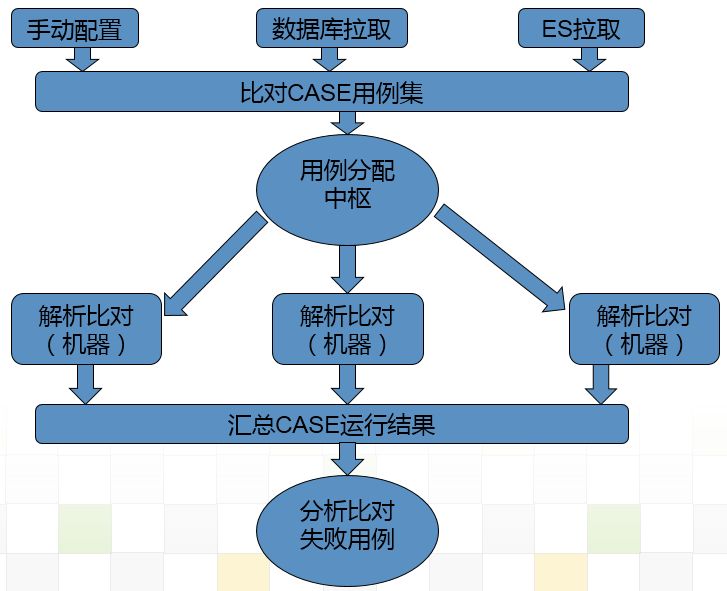 手动配置
数据库拉取
ES拉取
比对CASE用例集
用例分配
中枢
解析比对
（机器）
解析比对
（机器）
解析比对
（机器）
汇总CASE运行结果
分析比对
失败用例